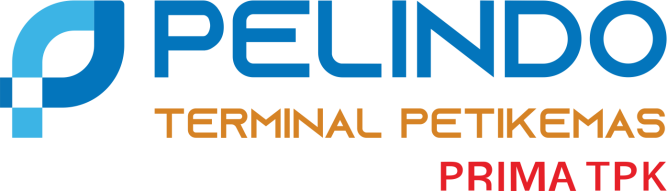 PELINDO
TERMINAL PETIKEMAS
PRIMA TPK